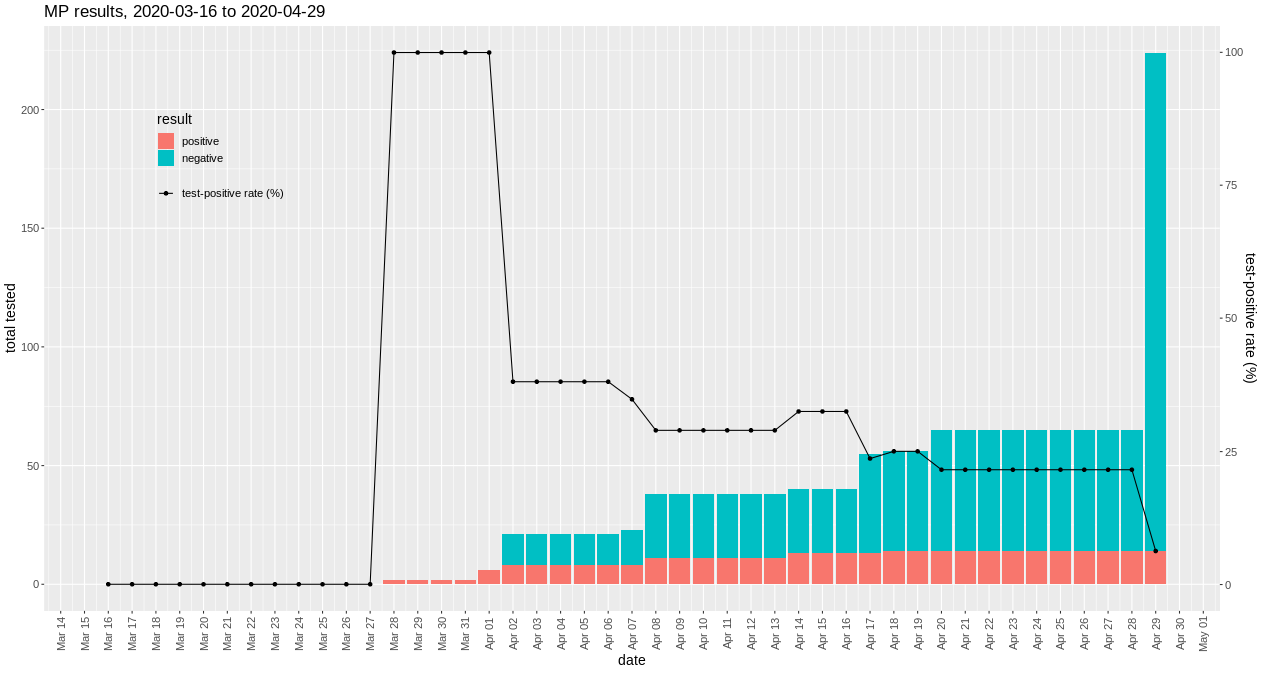 MP results, 2020-03-16 to 2020-04-29
total tested
200
150
100
50
0
result
positive
negative
test-positive rate (%)
100
75
50
25
0
test-positive rate (%)
Mar 14
Mar 15
Mar 16
Mar 17
Mar 18
Mar 19
Mar 20
Mar 21
Mar 22
Mar 23
Mar 24
Mar 25
Mar 26
Mar 27
Mar 28
Mar 29
Mar 30
Mar 31
Apr 01
Apr 02
Apr 03
Apr 04
Apr 05
Apr 06
Apr 07
Apr 08
Apr 09
Apr 10
Apr 11
Apr 12
Apr 13
Apr 14
Apr 15
Apr 16
Apr 17
Apr 18
Apr 19
Apr 20
Apr 21
Apr 22
Apr 23
Apr 24
Apr 25
Apr 26
Apr 27
Apr 28
Apr 29
Apr 30
May 01
date